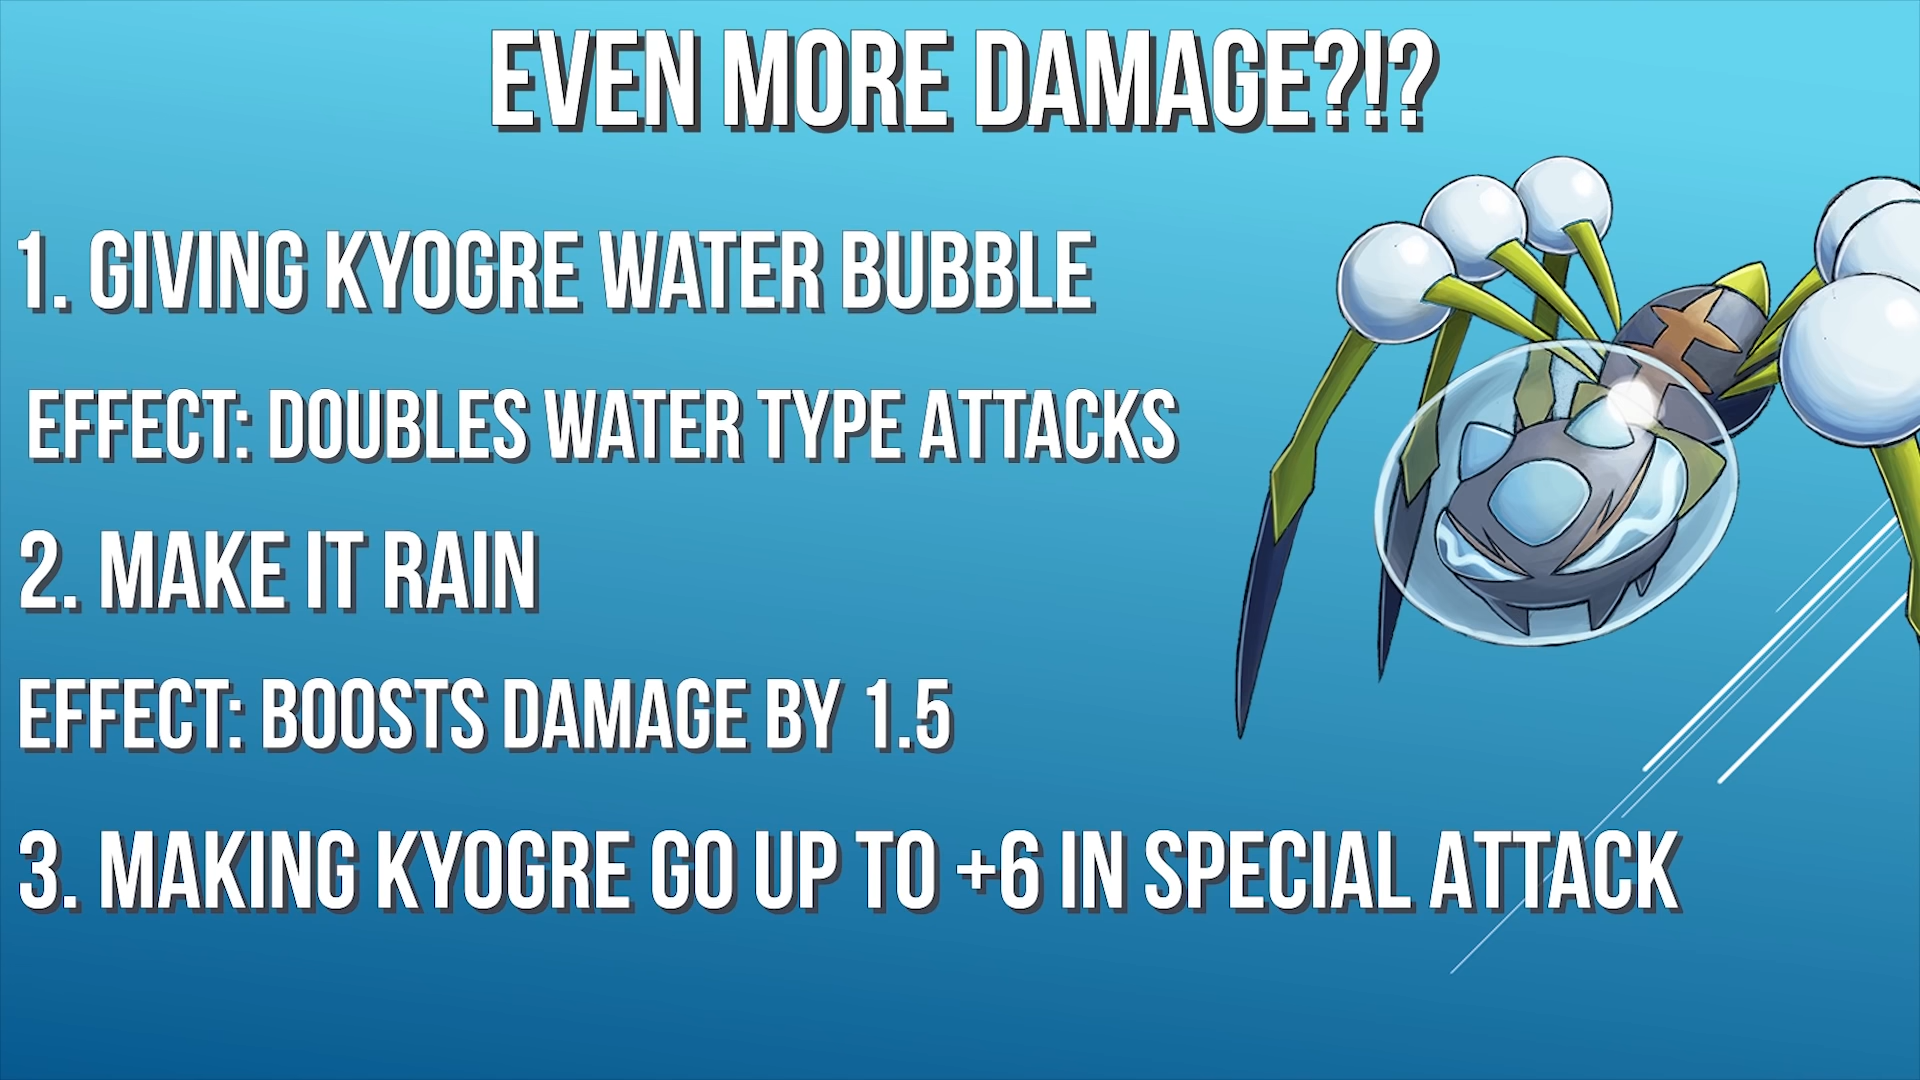 EVEN MORE DAMAGE?!?
1. GIVING KYOGRE WATER BUBBLE
EFFECT: DOUBLES WATER TYPE ATTACKS
2. MAKE IT RAIN
EFFECT: BOOSTS DAMAGE BY 1.5
3. MAKING KYOGRE GO UP TO +6 IN SPECIAL ATTACK